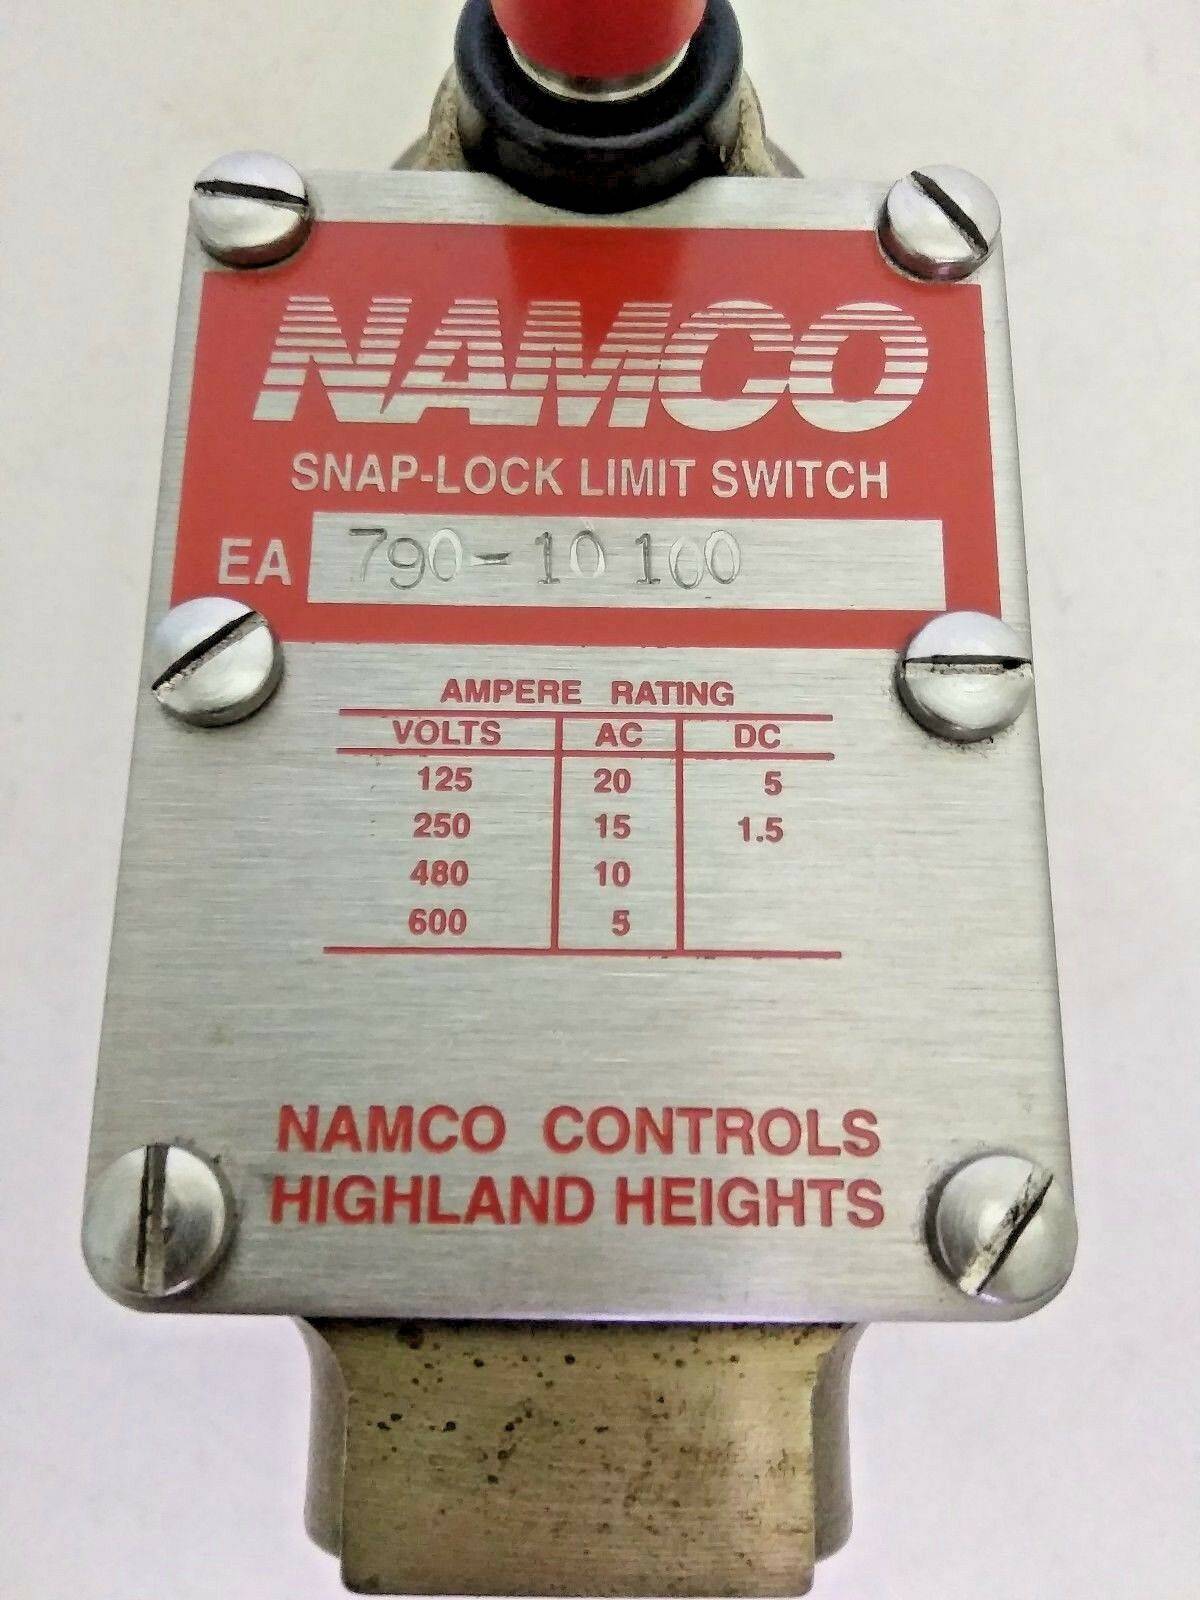 NAMCO
SNAP-LOCK LIMIT SWITCH
EA 790-10100
AMPERE RATING
VOLTS AC DC
125 20 5
250 15 1.5
480 10
600 5
NAMCO CONTROLS
HIGHLAND HEIGHTS